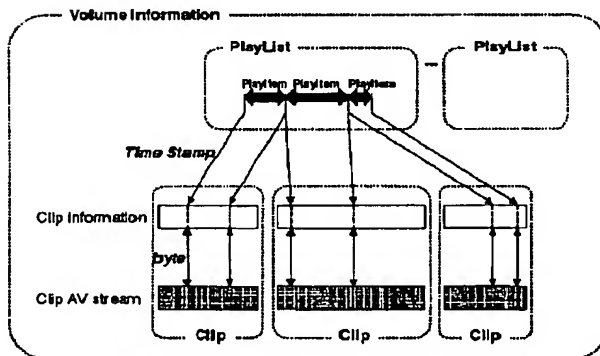 Volume Information
PlayList
PlayList
PlayItem PlayItem PlayItem
Time Stamp
Clip Information
byte
Clip AV stream
Clip
Clip
Clip